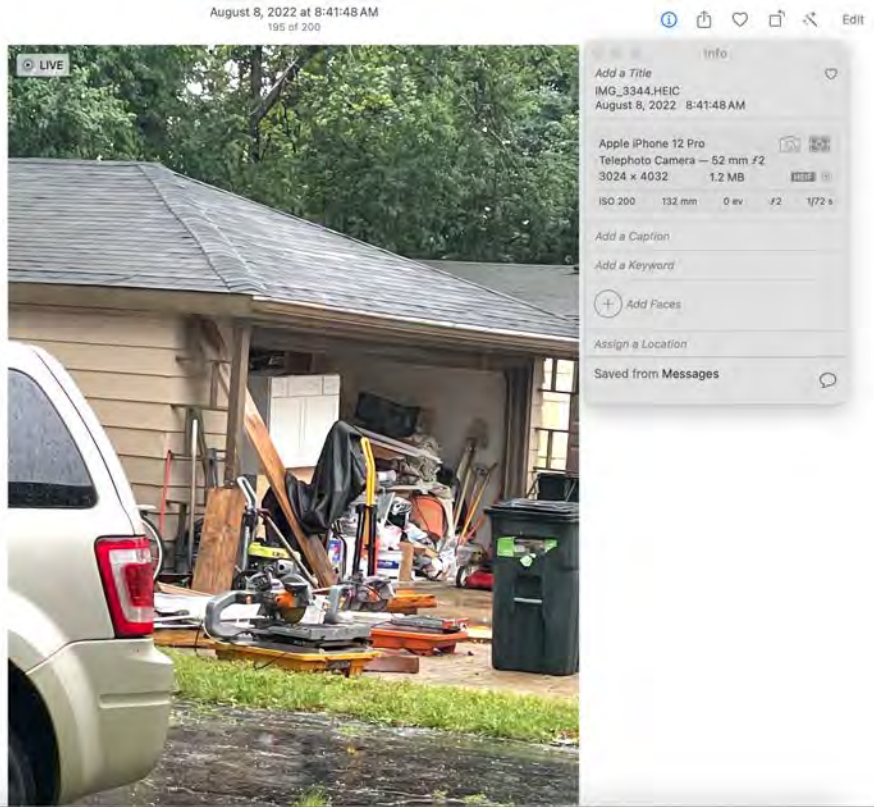 August 8, 2022 at 8:41:48 AM
195 of 200
Edit
LIVE
Info
Add a Title
IMG_3344.HEIC
August 8, 2022 8:41:48 AM
Apple iPhone 12 Pro
Telephoto Camera — 52 mm ƒ2
3024 × 4032 1.2 MB
ISO 200 132 mm 0 ev ƒ2 1/72 s
Add a Caption
Add a Keyword
Add Faces
Assign a Location
Saved from Messages